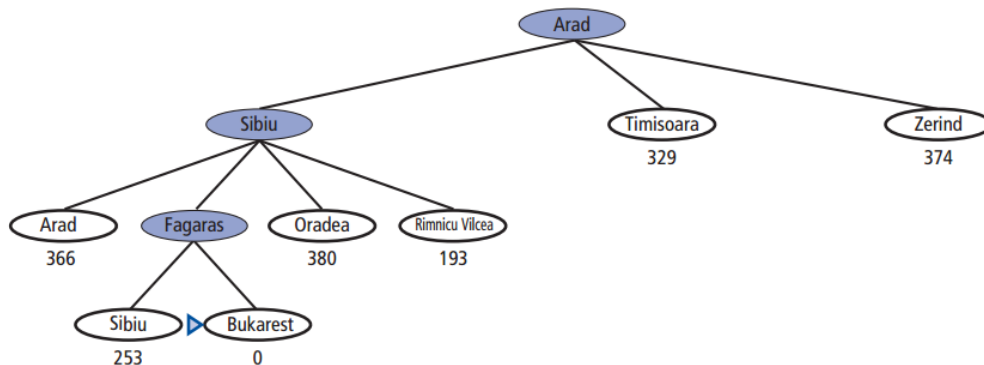 Arad
Sibiu
Timisoara
Zerind
329
374
Arad
Fagaras
Oradea
Rimnicu Vilcea
366
380
193
Sibiu
Bukarest
253
0